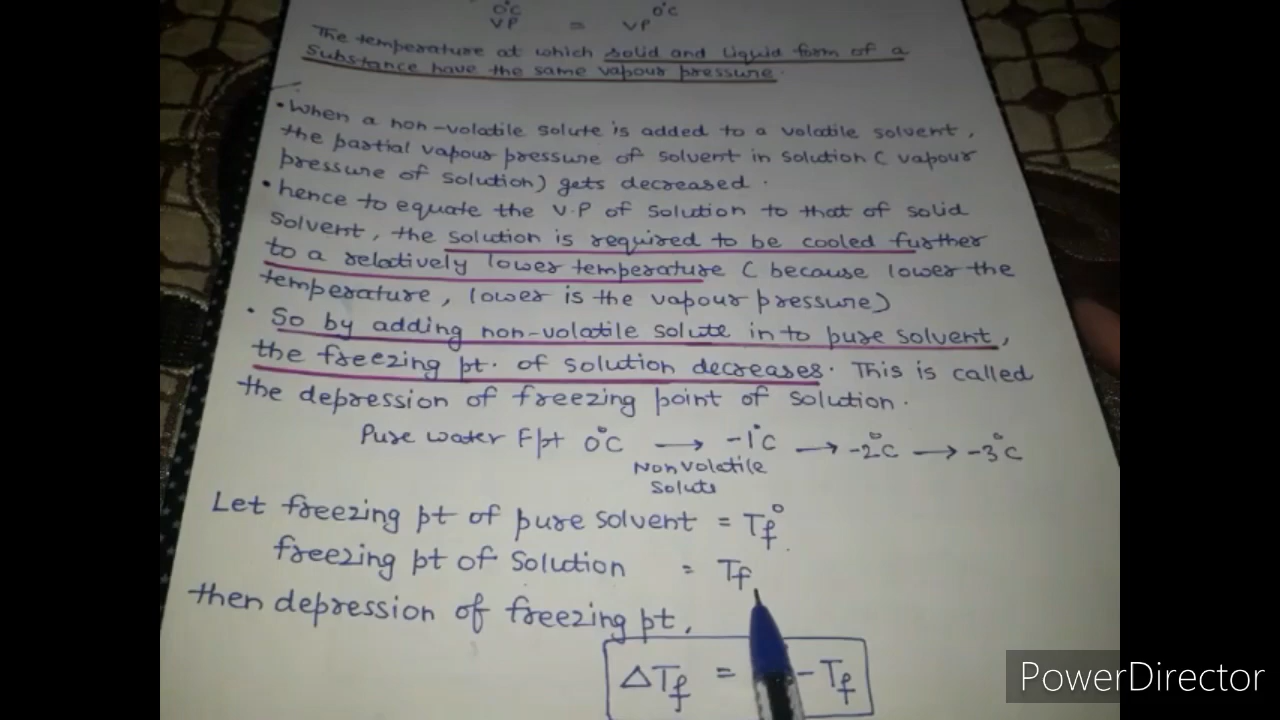 0°C 0°C
VP = VP
The temperature at which solid and liquid form of a
substance have the same vapour pressure.
• When a non-volatile solute is added to a volatile solvent,
the partial vapour pressure of solvent in solution ( vapour
pressure of solution) gets decreased.
• hence to equate the V.P of solution to that of solid
solvent, the solution is required to be cooled further
to a relatively lower temperature ( because lower the
temperature, lower is the vapour pressure)
• So by adding non-volatile solute in to pure solvent,
the freezing pt. of solution decreases. This is called
the depression of freezing point of solution.
Pure water F.pt 0°C → -1°C → -2°C → -3°C
Non volatile
Solute
Let freezing pt of pure solvent = Tf°
freezing pt of Solution = Tf
then depression of freezing pt,
ΔTf = - Tf
PowerDirector